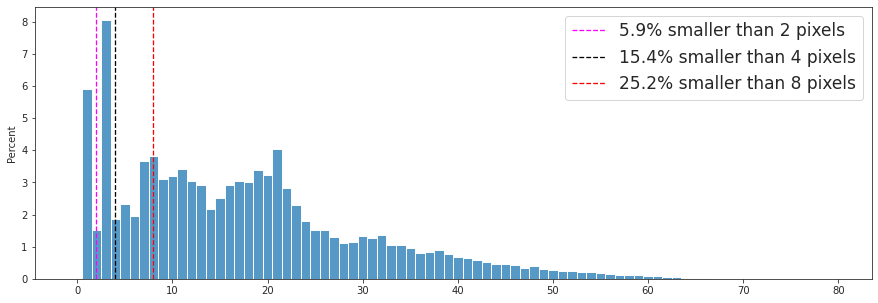 5.9% smaller than 2 pixels
15.4% smaller than 4 pixels
25.2% smaller than 8 pixels
Percent
8
7
6
5
4
3
2
1
0
0 10 20 30 40 50 60 70 80